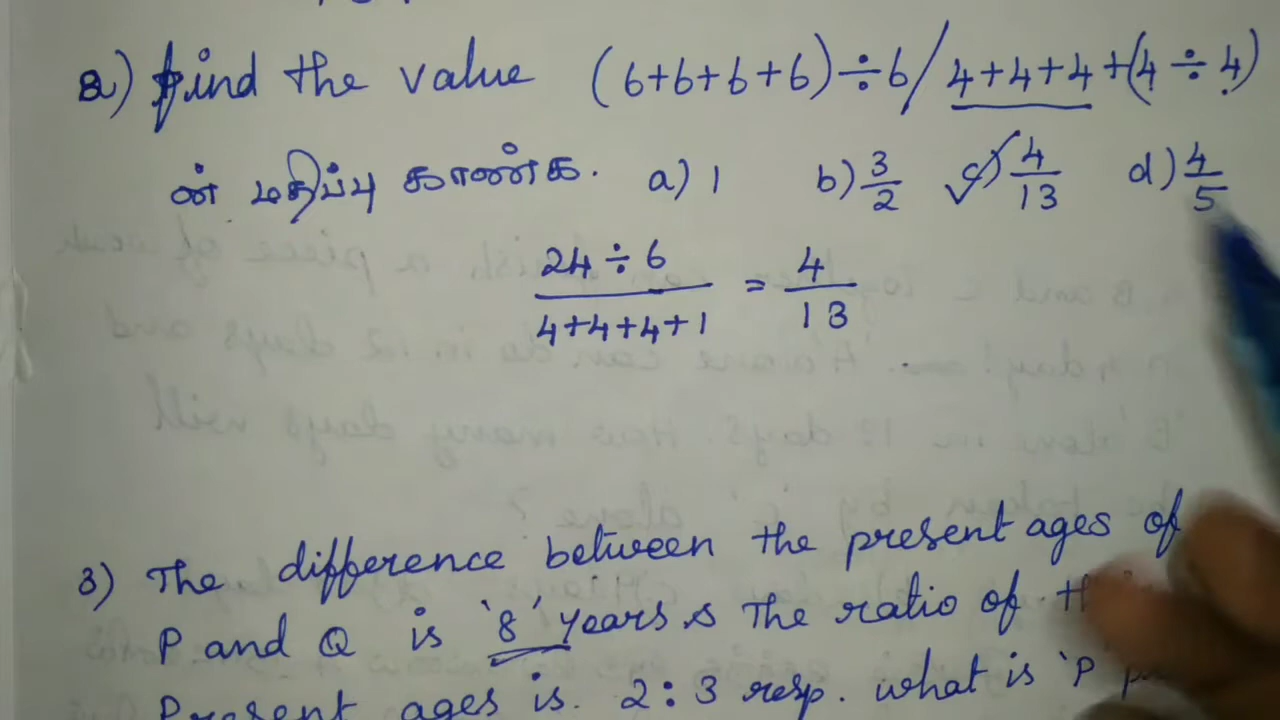 2) Find the value (6+6+6+6)÷6/4+4+4+(4÷4)
ன் மதிப்பு காண்க. a) 1 b) 3/2 c) 4/13 d) 4/5
24÷6 / 4+4+4+1 = 4/13
3) The difference between the present ages of
P and Q is '8' years & The ratio of
Present ages is. 2:3 resp. what is 'P